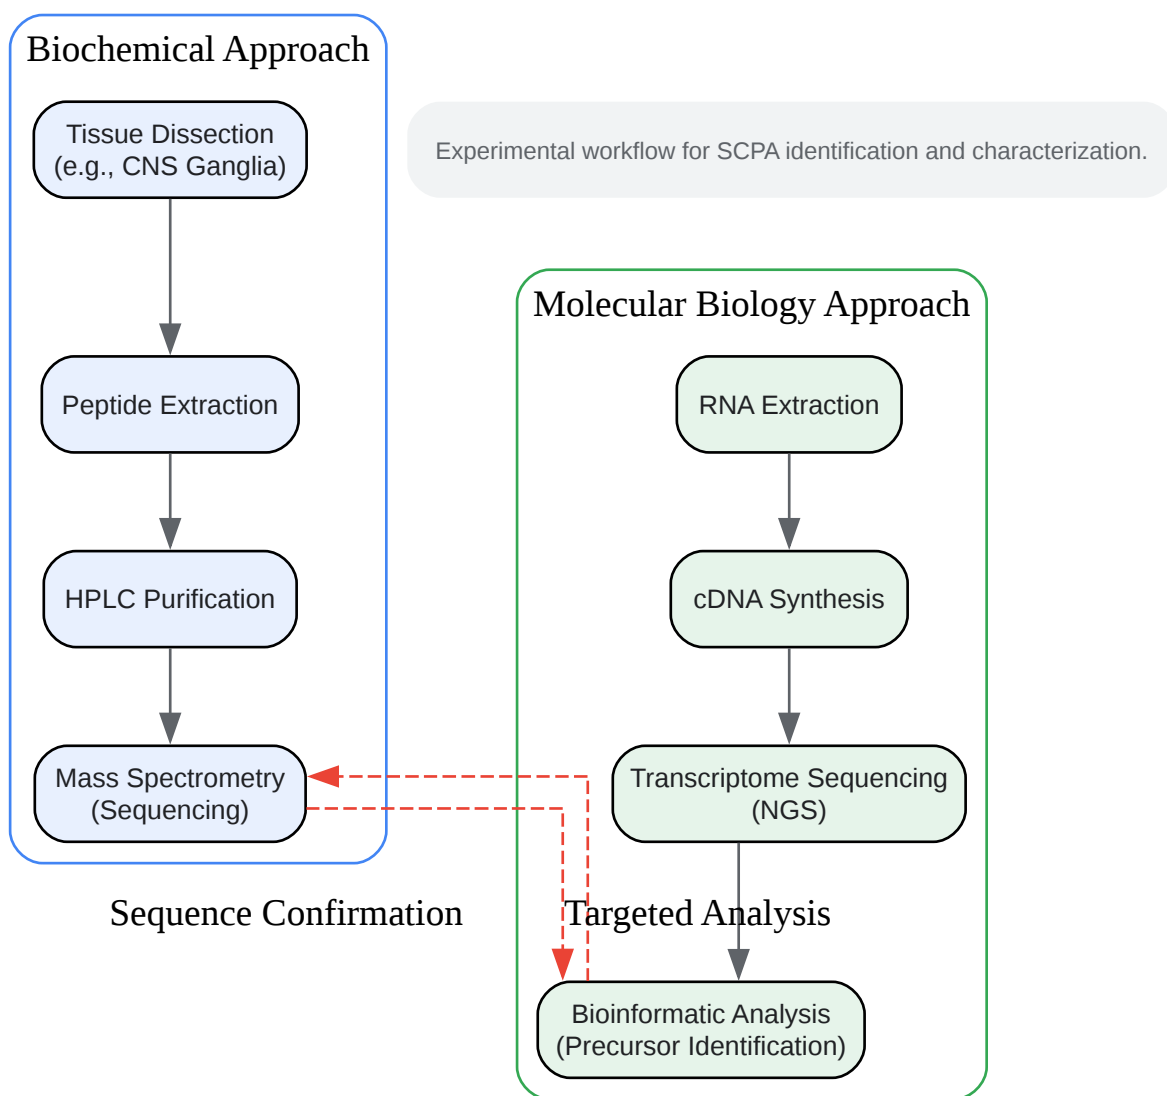 Biochemical Approach
Tissue Dissection
(e.g., CNS Ganglia)
Experimental workflow for SCPA identification and characterization.
Peptide Extraction
HPLC Purification
Mass Spectrometry
(Sequencing)
Molecular Biology Approach
RNA Extraction
cDNA Synthesis
Transcriptome Sequencing
(NGS)
Sequence Confirmation
Targeted Analysis
Bioinformatic Analysis
(Precursor Identification)